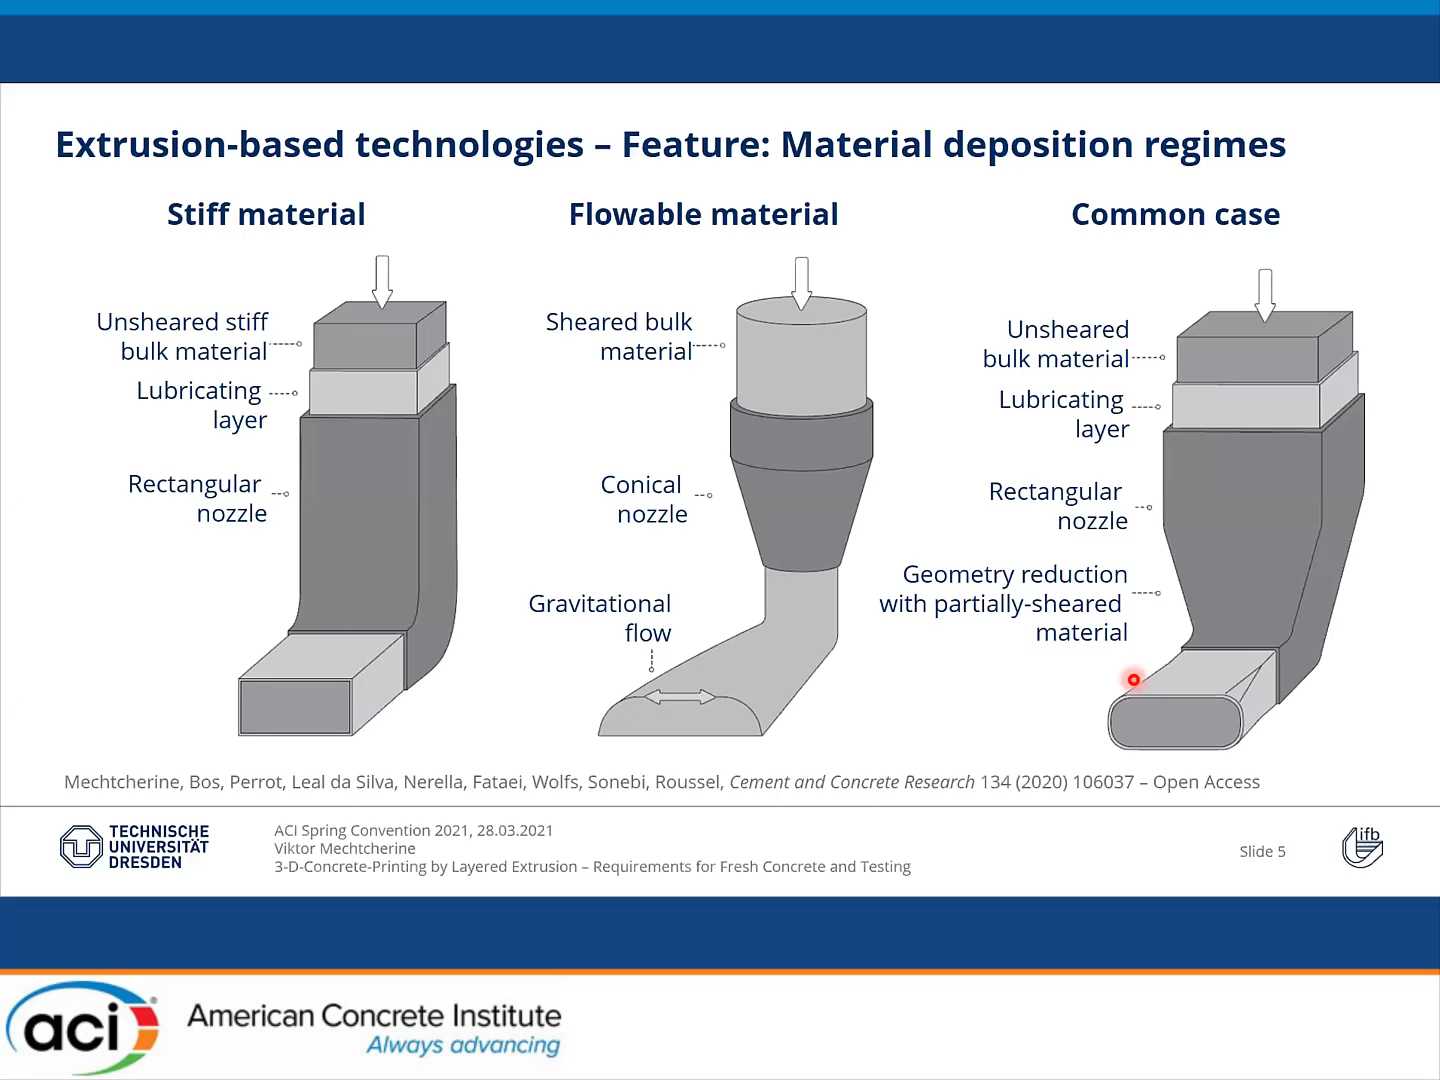 Extrusion-based technologies – Feature: Material deposition regimes
Stiff material
Unsheared stiff
bulk material
Lubricating
layer
Rectangular
nozzle
Flowable material
Sheared bulk
material
Conical
nozzle
Gravitational
flow
Common case
Unsheared
bulk material
Lubricating
layer
Rectangular
nozzle
Geometry reduction
with partially-sheared
material
Mechtcherine, Bos, Perrot, Leal da Silva, Nerella, Fataei, Wolfs, Sonebi, Roussel, Cement and Concrete Research 134 (2020) 106037 – Open Access
TECHNISCHE
UNIVERSITÄT
DRESDEN
ACI Spring Convention 2021, 28.03.2021
Viktor Mechtcherine
3-D-Concrete-Printing by Layered Extrusion – Requirements for Fresh Concrete and Testing
Slide 5
ifb
aci
American Concrete Institute
Always advancing